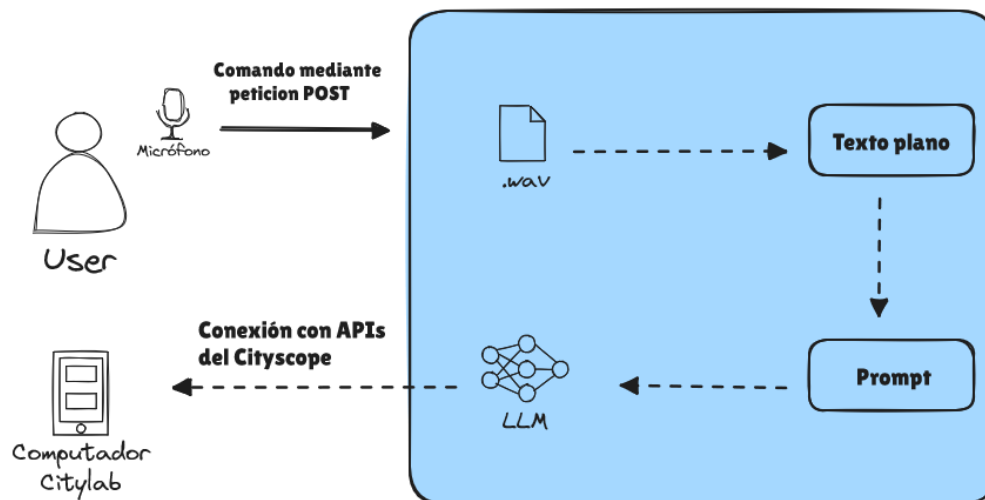 Comando mediante
peticion POST
Micrófono
User
.wav
Texto plano
Conexión con APIs
del Cityscope
Prompt
LLM
Computador
Citylab